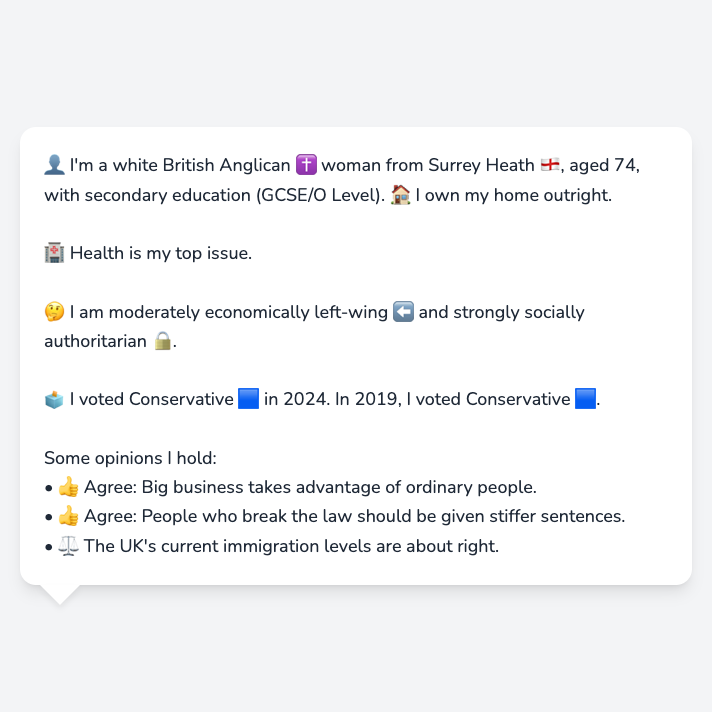 👤 I'm a white British Anglican ✝️ woman from Surrey Heath 🏴󠁧󠁢󠁥󠁮󠁧󠁿, aged 74,
with secondary education (GCSE/O Level). 🏠 I own my home outright.
🏥 Health is my top issue.
🤔 I am moderately economically left-wing ⬅️ and strongly socially
authoritarian 🔒.
🗳️ I voted Conservative 🟦 in 2024. In 2019, I voted Conservative 🟦.
Some opinions I hold:
• 👍 Agree: Big business takes advantage of ordinary people.
• 👍 Agree: People who break the law should be given stiffer sentences.
• ⚖️ The UK's current immigration levels are about right.